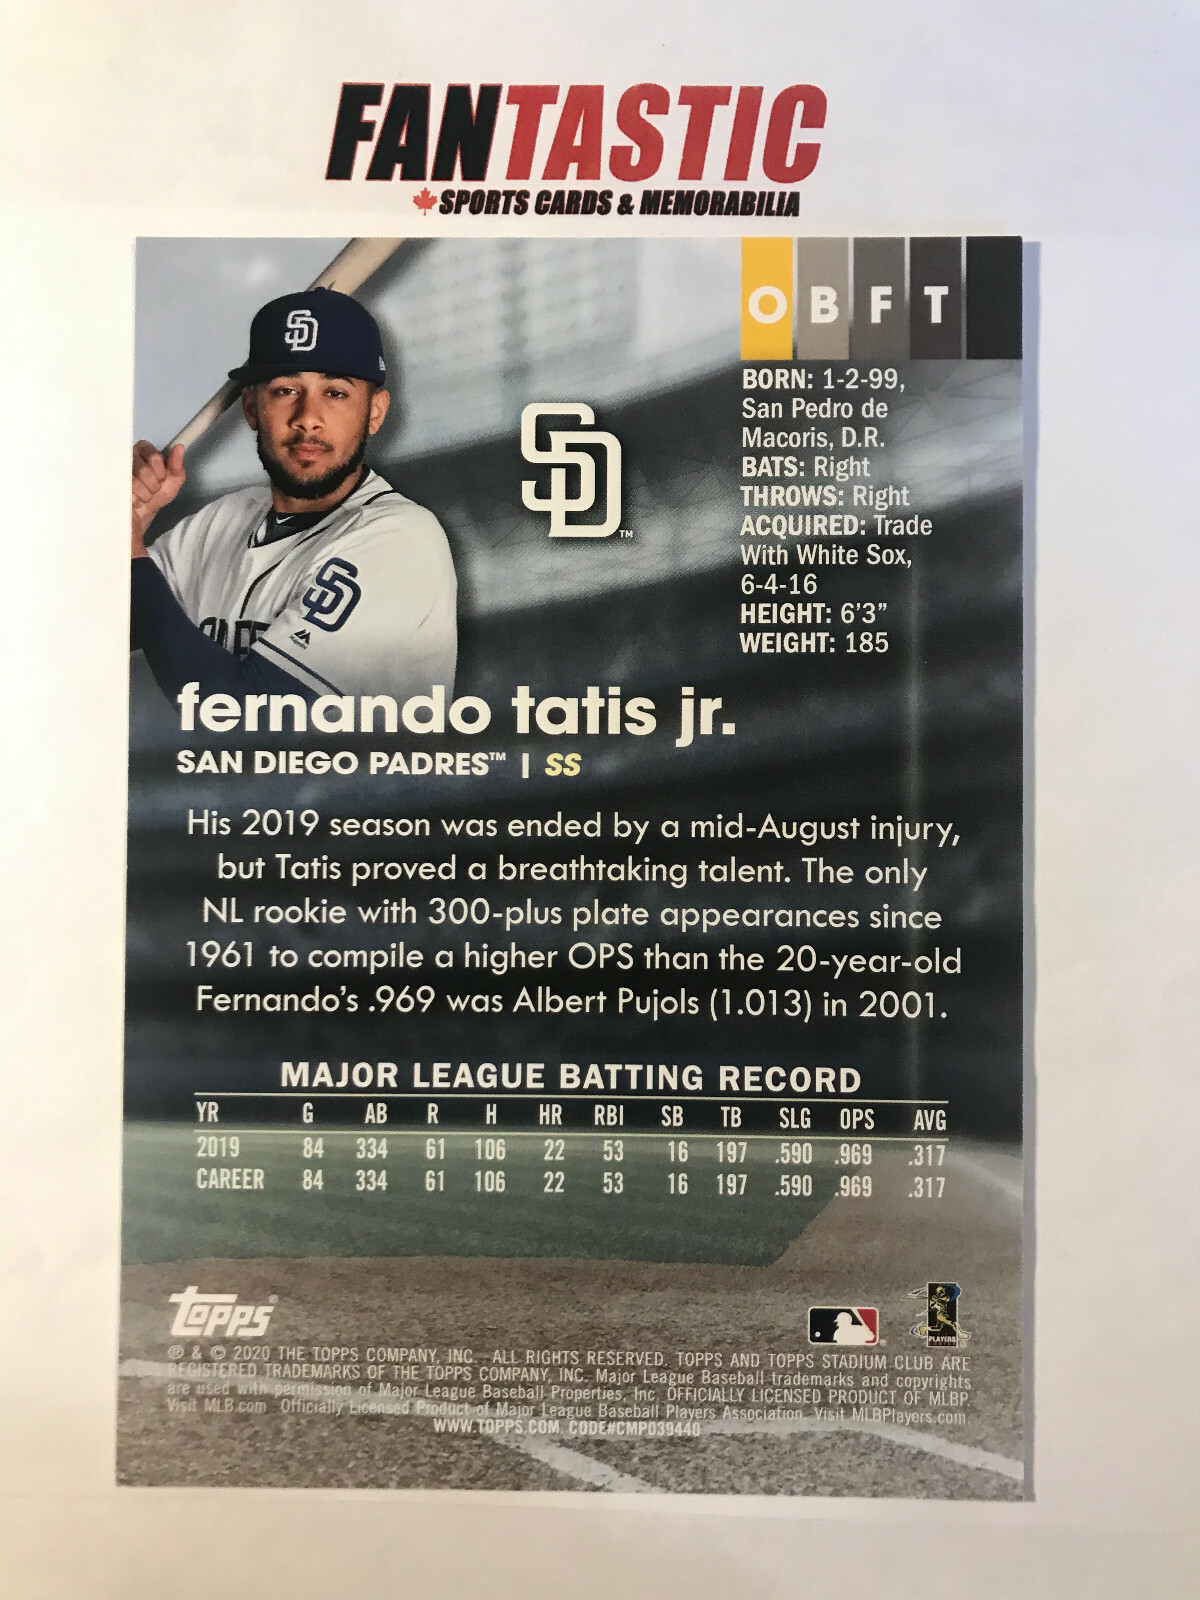 FANTASTIC
SPORTS CARDS & MEMORABILIA
O B F T
BORN: 1-2-99,
San Pedro de
Macoris, D.R.
BATS: Right
THROWS: Right
ACQUIRED: Trade
With White Sox,
6-4-16
HEIGHT: 6'3"
WEIGHT: 185
SD
SD™
SD
fernando tatis jr.
SAN DIEGO PADRES™ | SS
His 2019 season was ended by a mid-August injury,
but Tatis proved a breathtaking talent. The only
NL rookie with 300-plus plate appearances since
1961 to compile a higher OPS than the 20-year-old
Fernando's .969 was Albert Pujols (1.013) in 2001.
MAJOR LEAGUE BATTING RECORD
YR G AB R H HR RBI SB TB SLG OPS AVG
2019 84 334 61 106 22 53 16 197 .590 .969 .317
CAREER 84 334 61 106 22 53 16 197 .590 .969 .317
Topps®
PLAYERS
® & © 2020 THE TOPPS COMPANY, INC. ALL RIGHTS RESERVED. TOPPS AND TOPPS STADIUM CLUB ARE
REGISTERED TRADEMARKS OF THE TOPPS COMPANY, INC. Major League Baseball trademarks and copyrights
are used with permission of Major League Baseball Properties, Inc. OFFICIALLY LICENSED PRODUCT OF MLBP.
Visit MLB.com Officially Licensed Product of Major League Baseball Players Association. Visit MLBPlayers.com.
WWW.TOPPS.COM. CODE#CMP039440